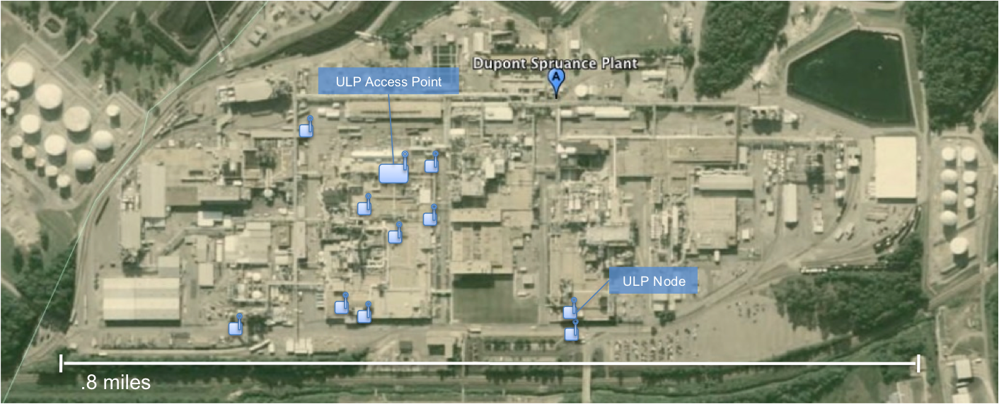 Dupont Spruance Plant
A
ULP Access Point
ULP Node
.8 miles